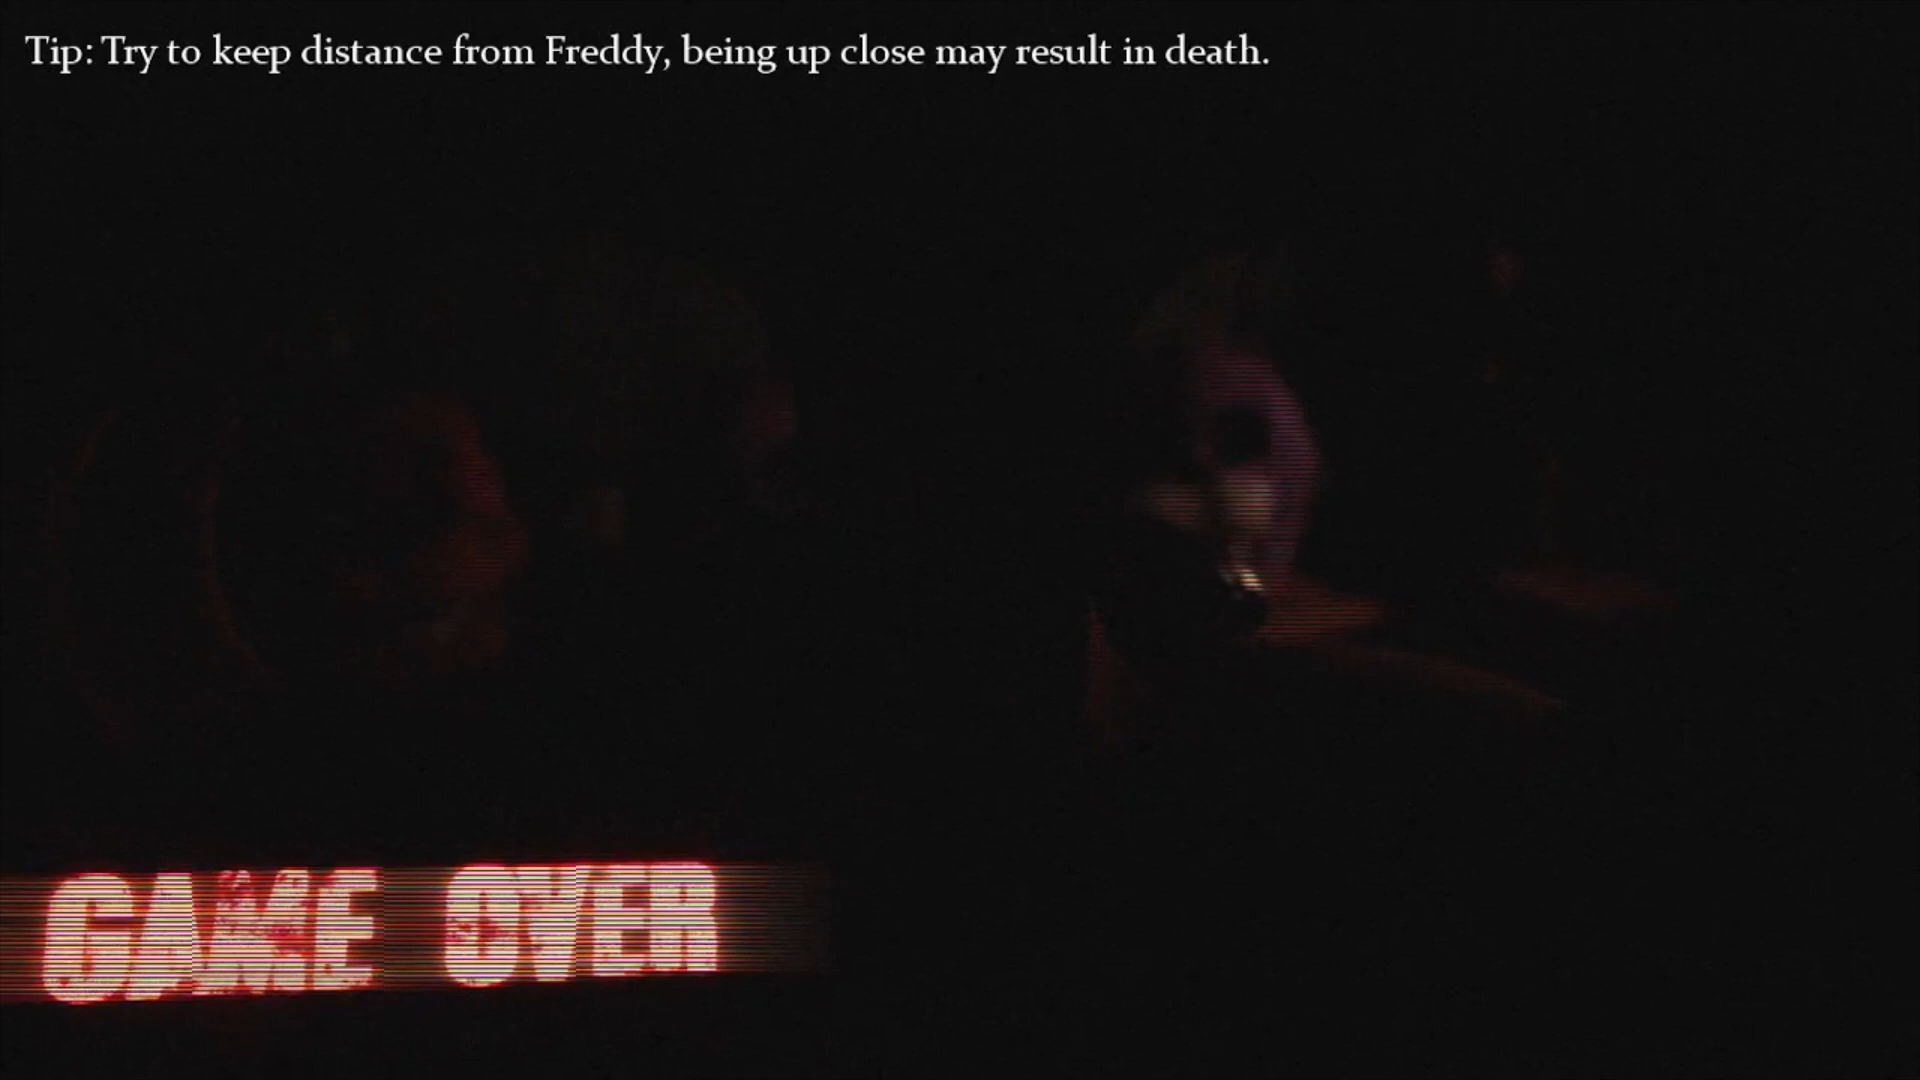 Tip: Try to keep distance from Freddy, being up close may result in death.
GAME OVER